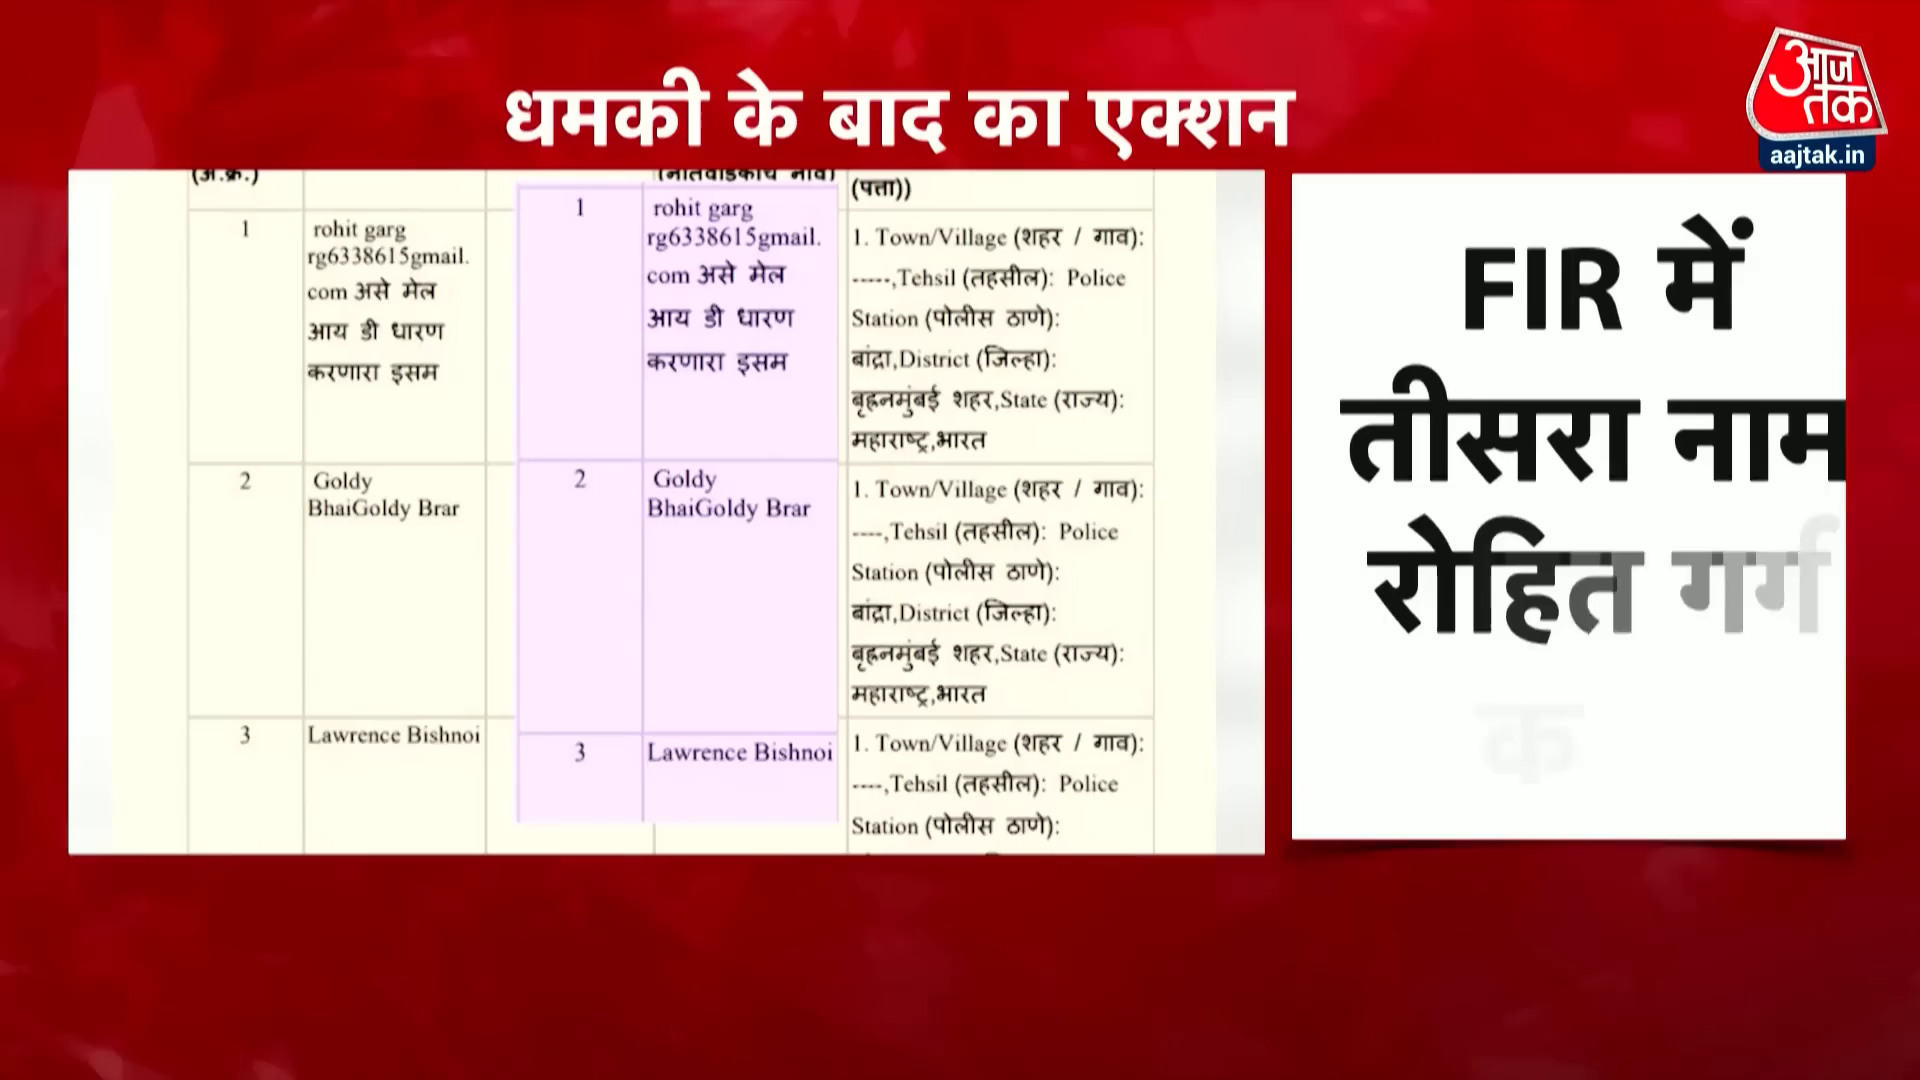 धमकी के बाद का एक्शन
आज
तक
aajtak.in
(अ.क्र.)
(पत्ता))
1
rohit garg
rg6338615gmail.
com असे मेल
आय डी धारण
करणारा इसम
1
rohit garg
rg6338615gmail.
com असे मेल
आय डी धारण
करणारा इसम
1. Town/Village (शहर / गाव):
-----,Tehsil (तहसील): Police
Station (पोलीस ठाणे):
बांद्रा,District (जिल्हा):
बृहनमुंबई शहर,State (राज्य):
महाराष्ट्र,भारत
2
Goldy
BhaiGoldy Brar
2
Goldy
BhaiGoldy Brar
1. Town/Village (शहर / गाव):
----,Tehsil (तहसील): Police
Station (पोलीस ठाणे):
बांद्रा,District (जिल्हा):
बृहनमुंबई शहर,State (राज्य):
महाराष्ट्र,भारत
3
Lawrence Bishnoi
3
Lawrence Bishnoi
1. Town/Village (शहर / गाव):
----,Tehsil (तहसील): Police
Station (पोलीस ठाणे):
FIR में
तीसरा नाम
रोहित गर्ग
क